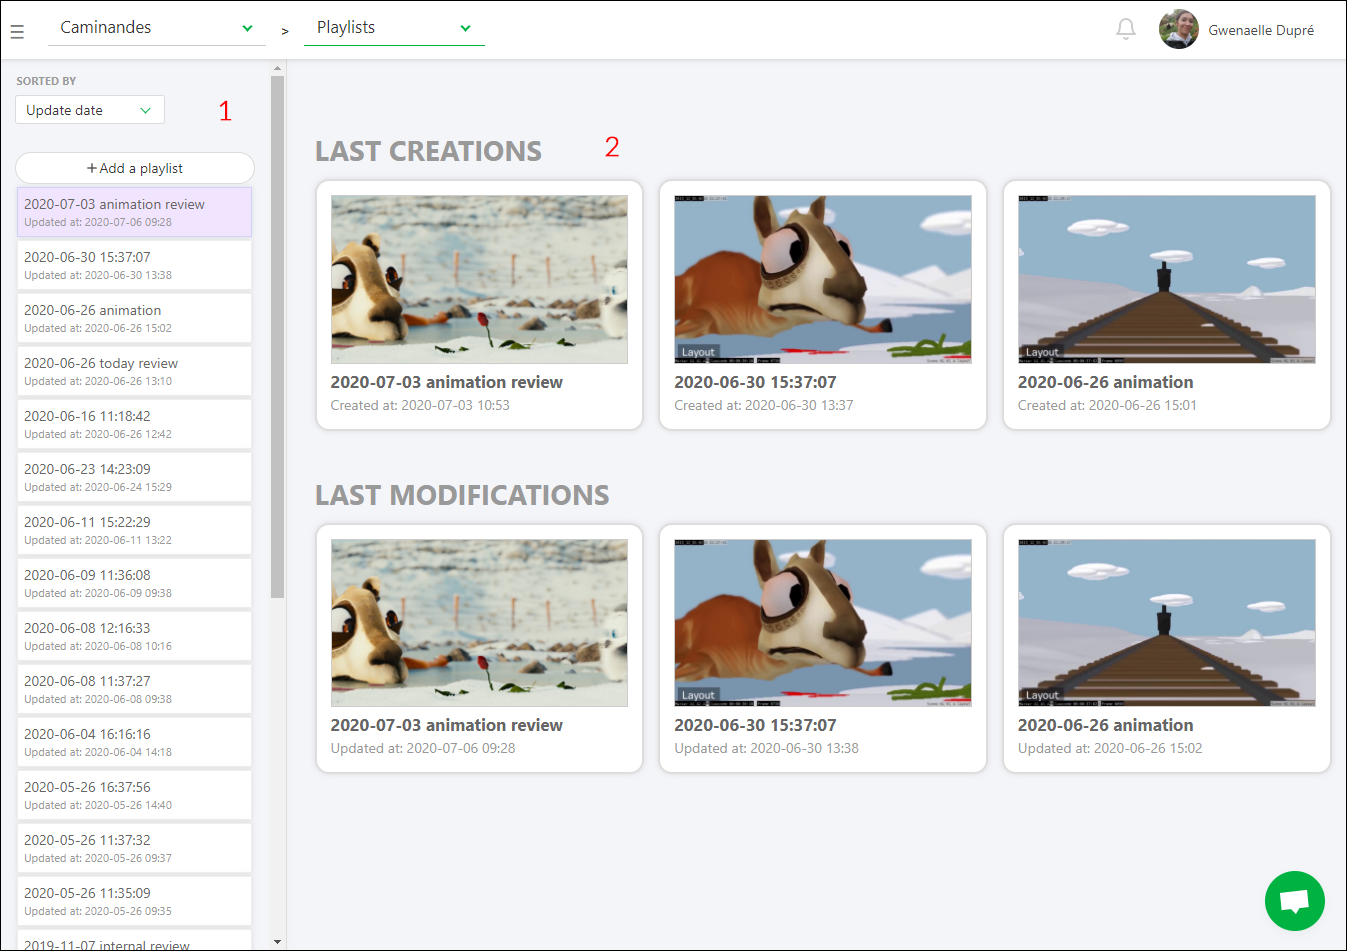 Caminandes
>
Playlists
Gwenaelle Dupré
SORTED BY
Update date
1
+ Add a playlist
2020-07-03 animation review
Updated at: 2020-07-06 09:28
2020-06-30 15:37:07
Updated at: 2020-06-30 13:38
2020-06-26 animation
Updated at: 2020-06-26 15:02
2020-06-26 today review
Updated at: 2020-06-26 13:10
2020-06-16 11:18:42
Updated at: 2020-06-26 12:42
2020-06-23 14:23:09
Updated at: 2020-06-24 15:29
2020-06-11 15:22:29
Updated at: 2020-06-11 13:22
2020-06-09 11:36:08
Updated at: 2020-06-09 09:38
2020-06-08 12:16:33
Updated at: 2020-06-08 10:16
2020-06-08 11:37:27
Updated at: 2020-06-08 09:38
2020-06-04 16:16:16
Updated at: 2020-06-04 14:18
2020-05-26 16:37:56
Updated at: 2020-05-26 14:40
2020-05-26 11:37:32
Updated at: 2020-05-26 09:37
2020-05-26 11:35:09
Updated at: 2020-05-26 09:35
2019-11-07 internal review
LAST CREATIONS
2
Layout
Layout
2020-07-03 animation review
Created at: 2020-07-03 10:53
2020-06-30 15:37:07
Created at: 2020-06-30 13:37
2020-06-26 animation
Created at: 2020-06-26 15:01
LAST MODIFICATIONS
Layout
Layout
2020-07-03 animation review
Updated at: 2020-07-06 09:28
2020-06-30 15:37:07
Updated at: 2020-06-30 13:38
2020-06-26 animation
Updated at: 2020-06-26 15:02